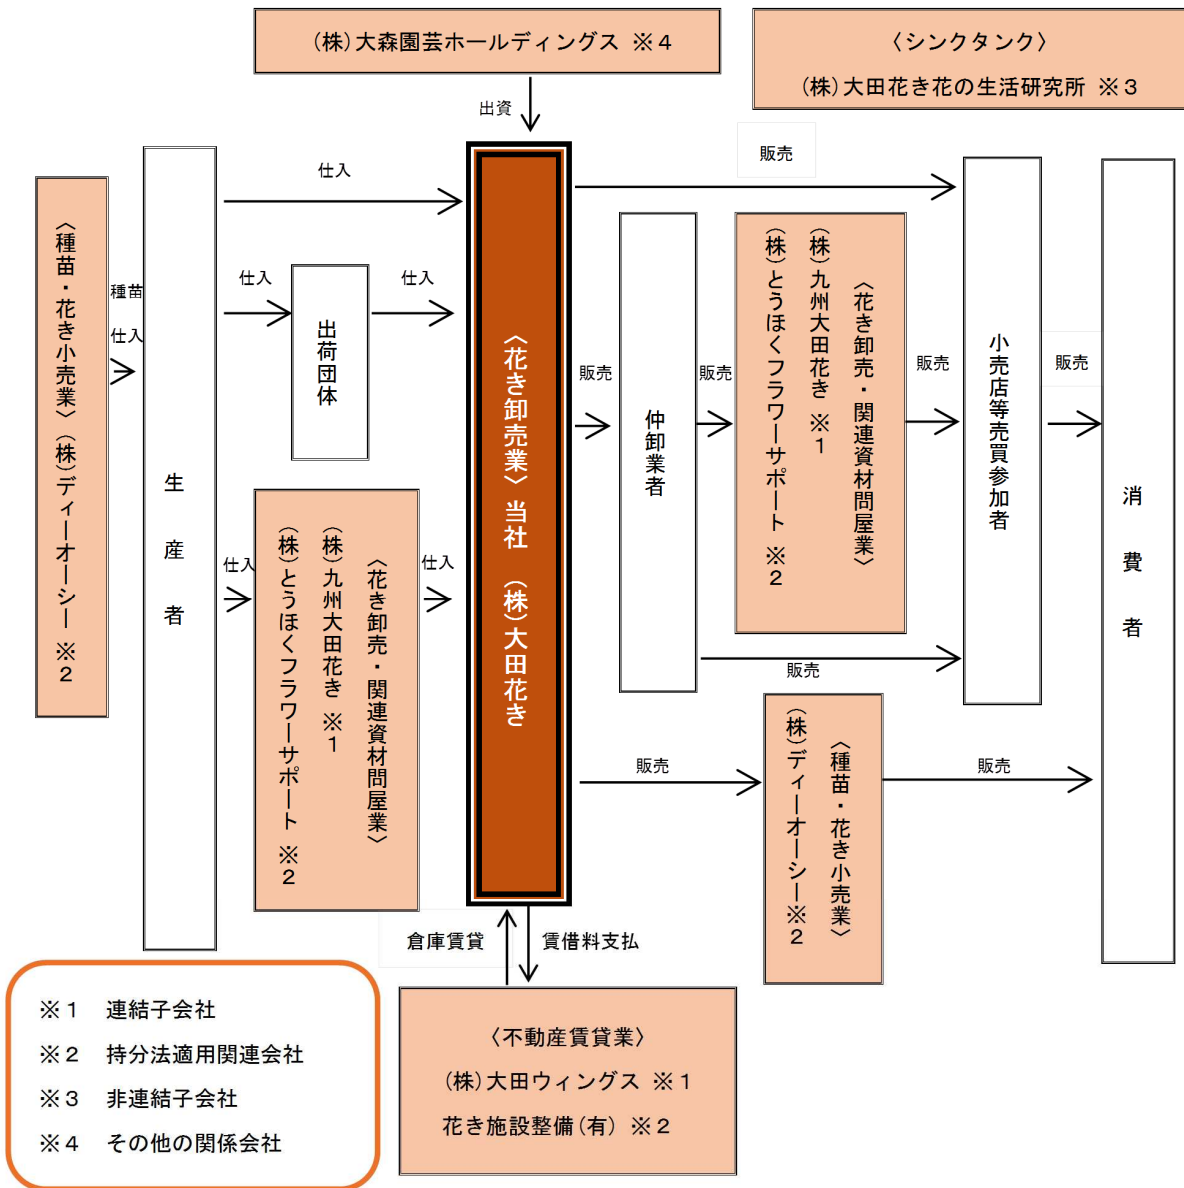 (株)大森園芸ホールディングス ※４
〈シンクタンク〉
(株)大田花き花の生活研究所 ※３
出資
販売
仕入
〈種苗・花き小売業〉(株)ディーオーシー ※２
種苗
仕入
生産者
仕入
出荷団体
仕入
〈花き卸売業〉当社 (株)大田花き
販売
仲卸業者
販売
〈花き卸売・関連資材問屋業〉
(株)九州大田花き ※１
(株)とうほくフラワーサポート ※２
販売
小売店等売買参加者
販売
消費者
仕入
〈花き卸売・関連資材問屋業〉
(株)九州大田花き ※１
(株)とうほくフラワーサポート ※２
仕入
販売
販売
〈種苗・花き小売業〉
(株)ディーオーシー※２
販売
倉庫賃貸
賃借料支払
〈不動産賃貸業〉
(株)大田ウィングス ※１
花き施設整備(有) ※２
※１ 連結子会社
※２ 持分法適用関連会社
※３ 非連結子会社
※４ その他の関係会社